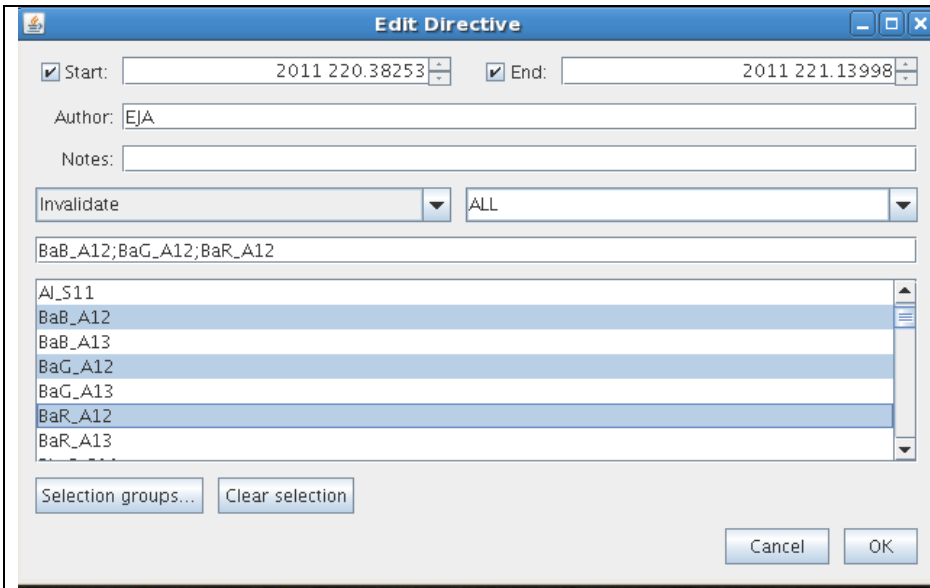 Edit Directive
Start: 2011 220.38253 End: 2011 221.13998
Author: EJA
Notes:
Invalidate ALL
BaB_A12;BaG_A12;BaR_A12
AI_S11
BaB_A12
BaB_A13
BaG_A12
BaG_A13
BaR_A12
BaR_A13
Selection groups... Clear selection
Cancel OK